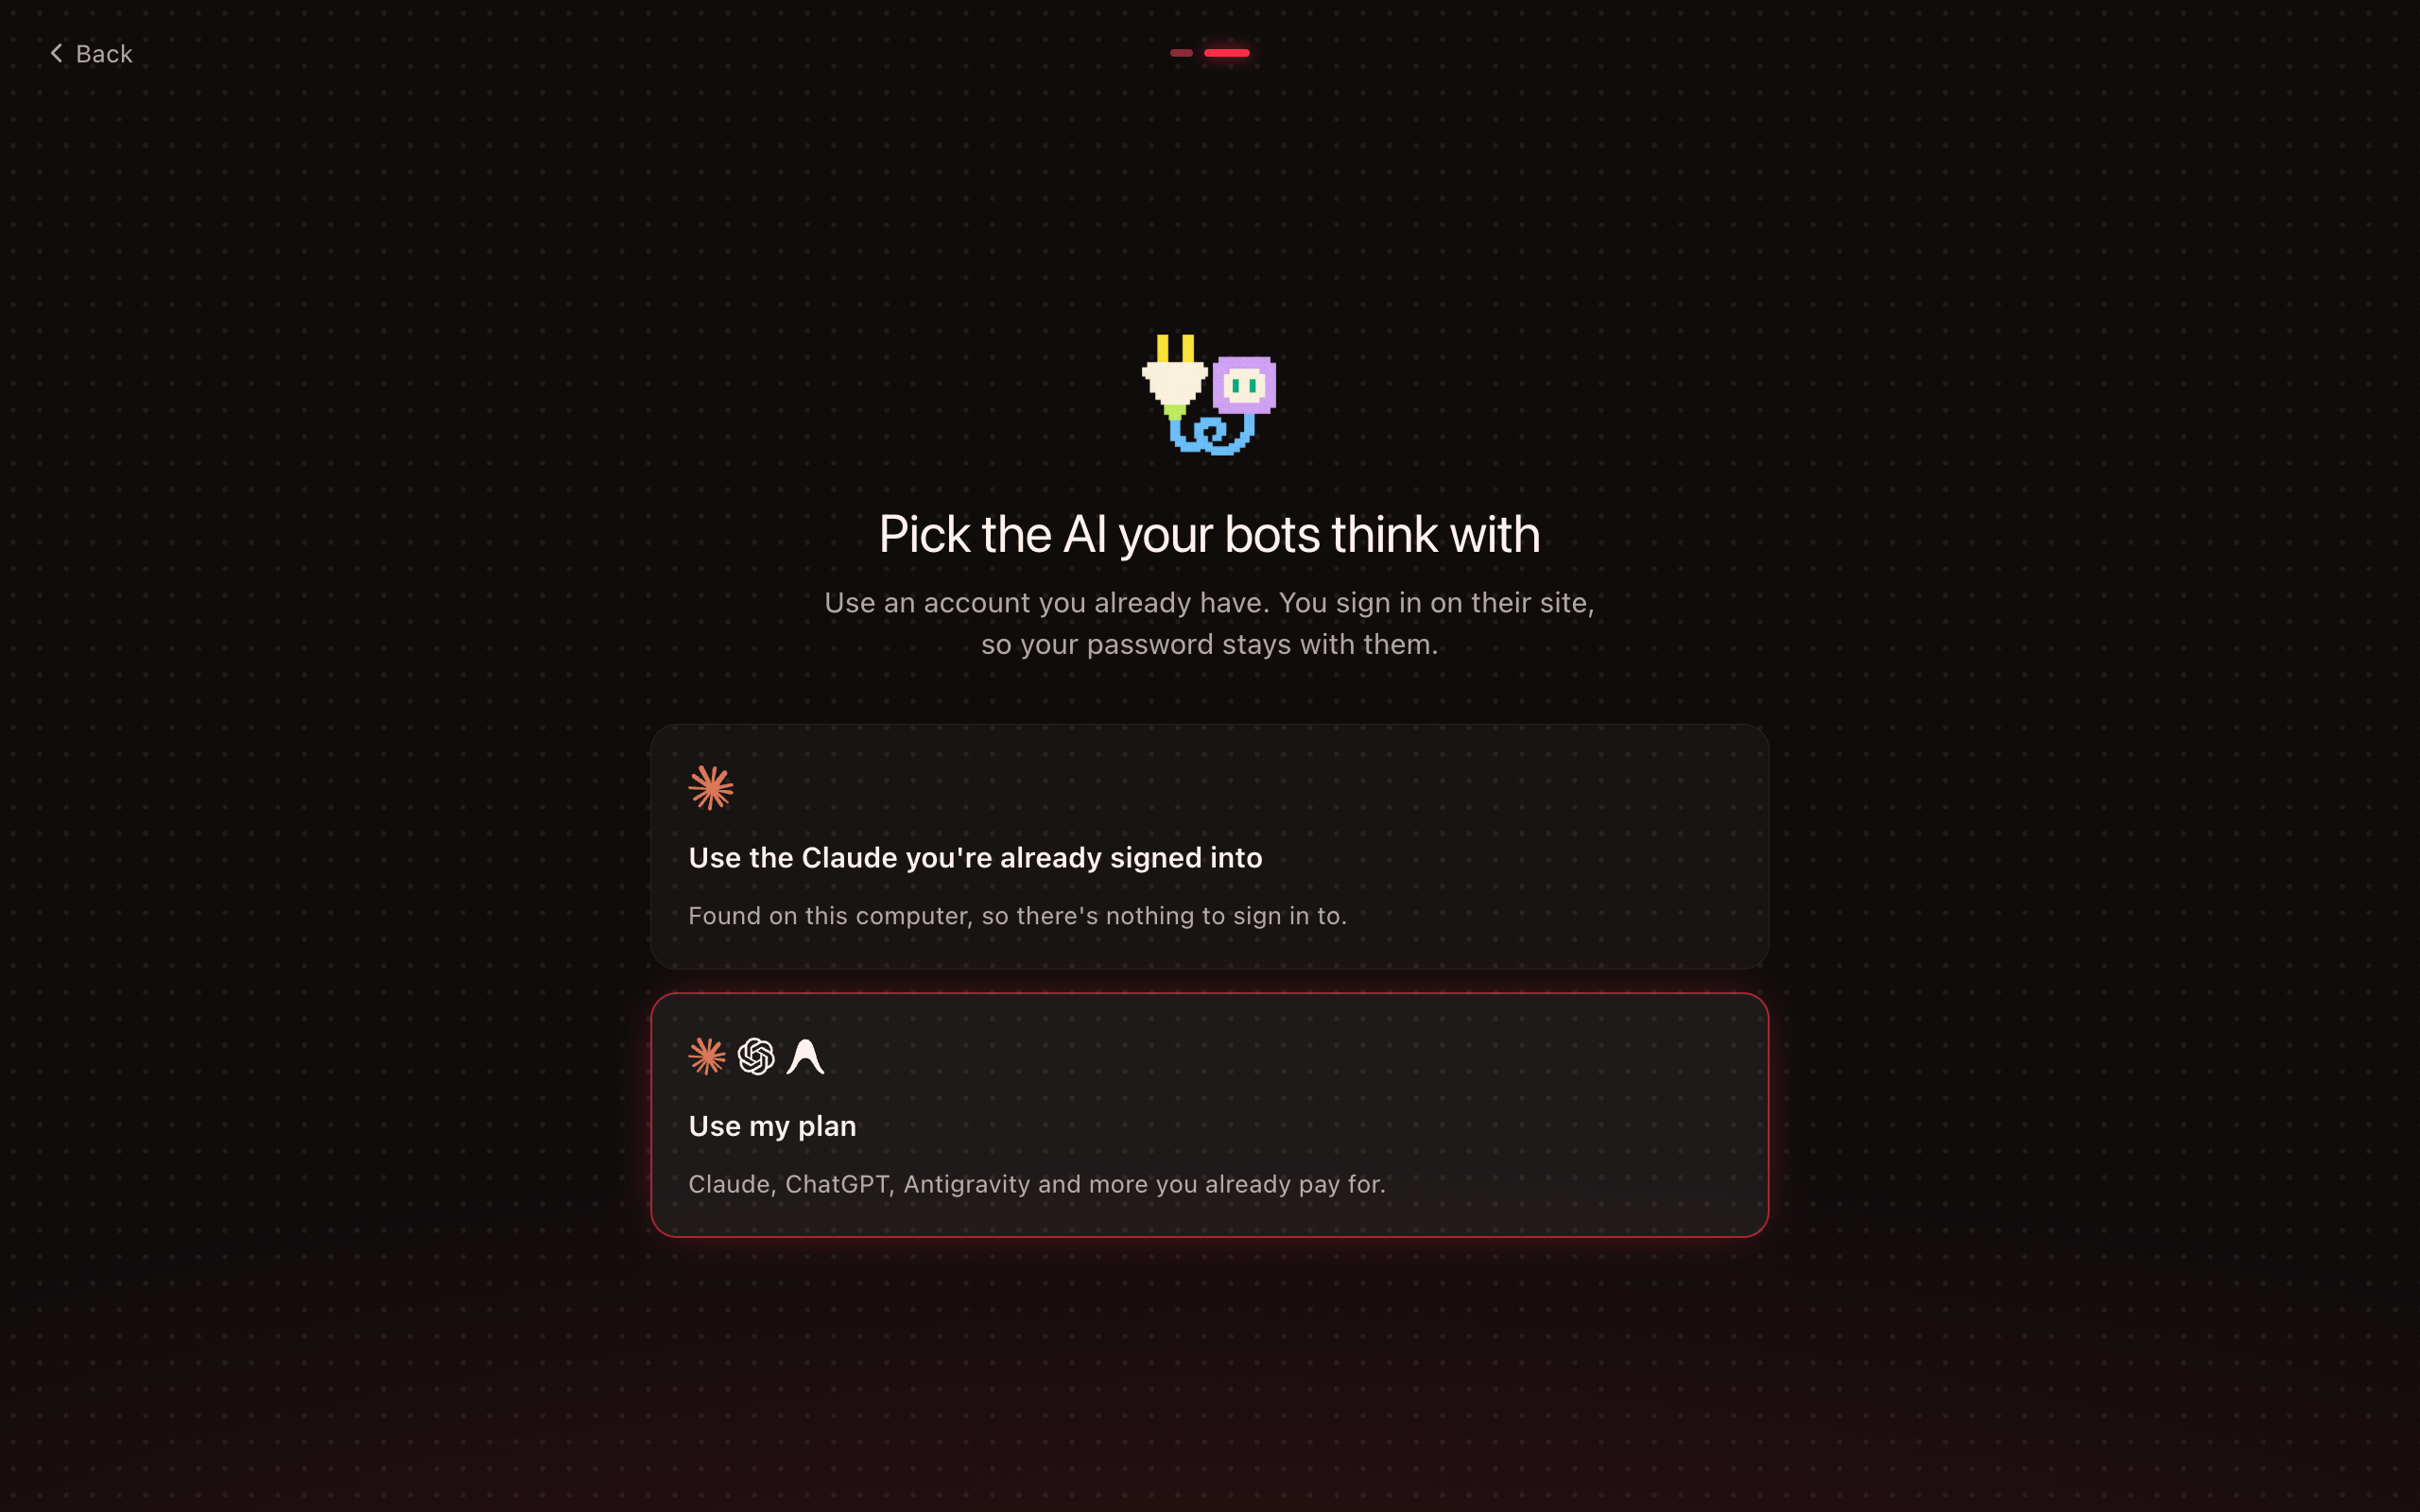 Back
Pick the AI your bots think with
Use an account you already have. You sign in on their site,
so your password stays with them.
Use the Claude you're already signed into
Found on this computer, so there's nothing to sign in to.
Use my plan
Claude, ChatGPT, Antigravity and more you already pay for.